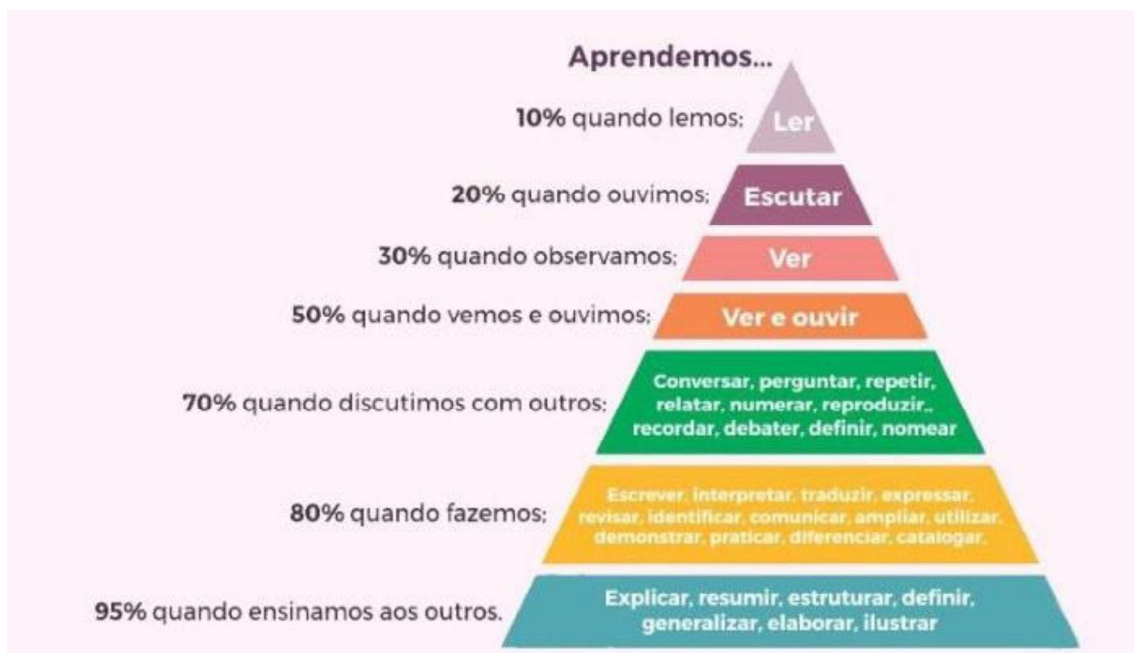 Aprendemos...
10% quando lemos;
Ler
20% quando ouvimos;
Escutar
30% quando observamos;
Ver
50% quando vemos e ouvimos;
Ver e ouvir
70% quando discutimos com outros;
Conversar, perguntar, repetir,
relatar, numerar, reproduzir,.
recordar, debater, definir, nomear
80% quando fazemos;
Escrever, interpretar, traduzir, expressar,
revisar, identificar, comunicar, ampliar, utilizar,
demonstrar, praticar, diferenciar, catalogar.
95% quando ensinamos aos outros.
Explicar, resumir, estruturar, definir,
generalizar, elaborar, ilustrar